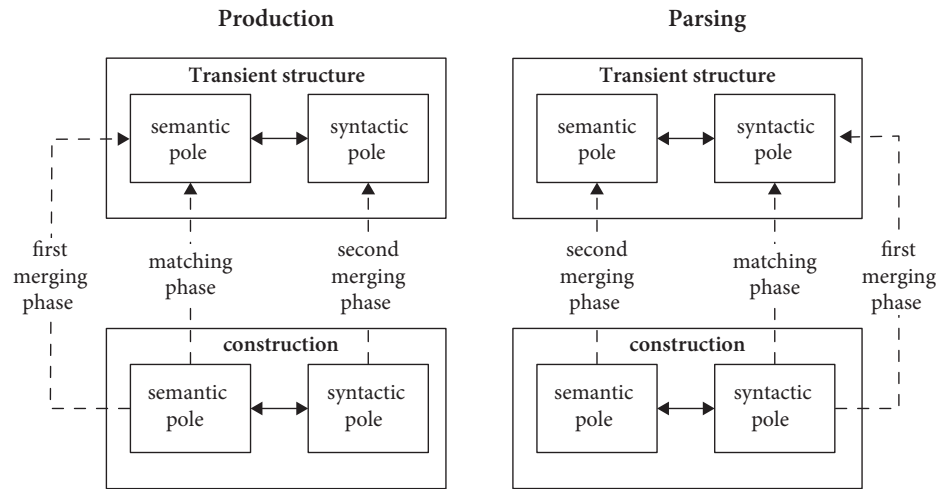 Production
Transient structure
semantic
pole
syntactic
pole
first
merging
phase
matching
phase
second
merging
phase
construction
semantic
pole
syntactic
pole
Parsing
Transient structure
semantic
pole
syntactic
pole
second
merging
phase
matching
phase
first
merging
phase
construction
semantic
pole
syntactic
pole